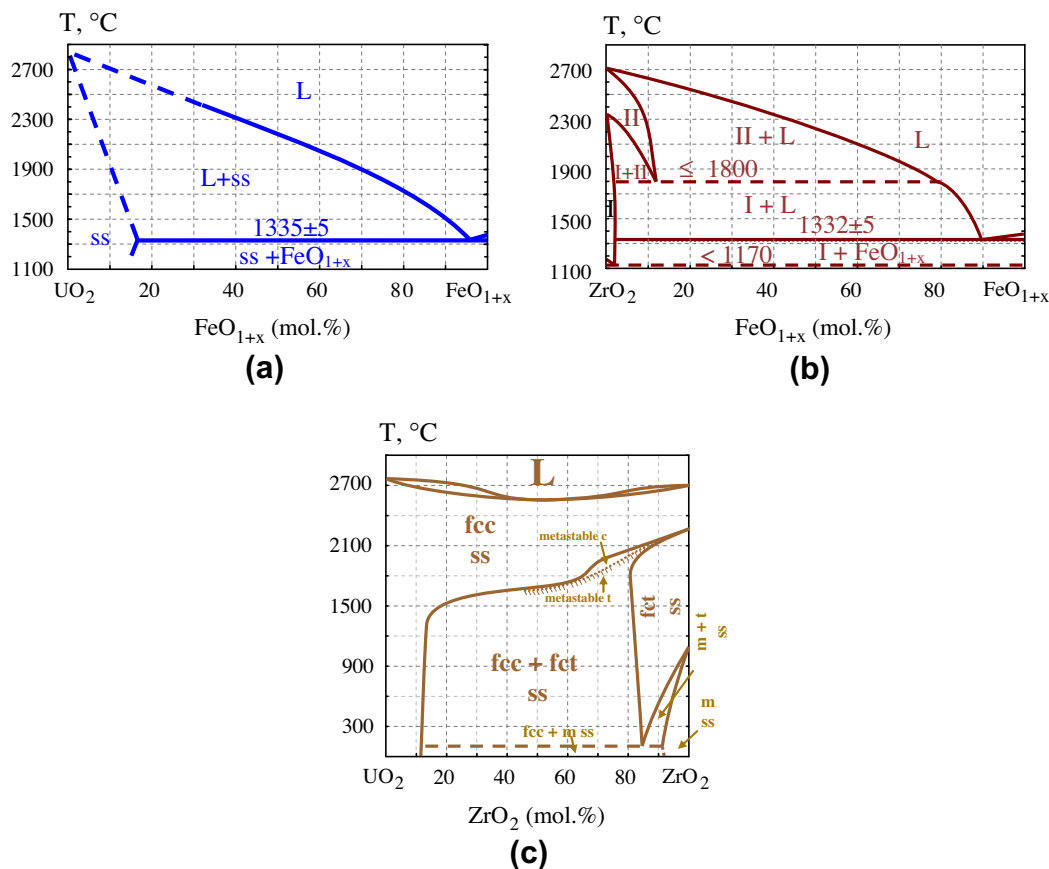 T, °C
2700
2300
1900
1500
1100
L
L+ss
1335±5
ss
ss +FeO1+x
UO2 20 40 60 80 FeO1+x
FeO1+x (mol.%)
(a)
T, °C
2700
2300
1900
1500
1100
II
II + L
L
I+II
≤ 1800
I
I + L
1332±5
< 1170
I + FeO1+x
ZrO2 20 40 60 80 FeO1+x
FeO1+x (mol.%)
(b)
T, °C
2700
2100
1500
900
300
L
fcc
ss
metastable c
metastable t
fct
ss
m + t
ss
fcc + fct
ss
m
ss
fcc + m ss
UO2 20 40 60 80 ZrO2
ZrO2 (mol.%)
(c)